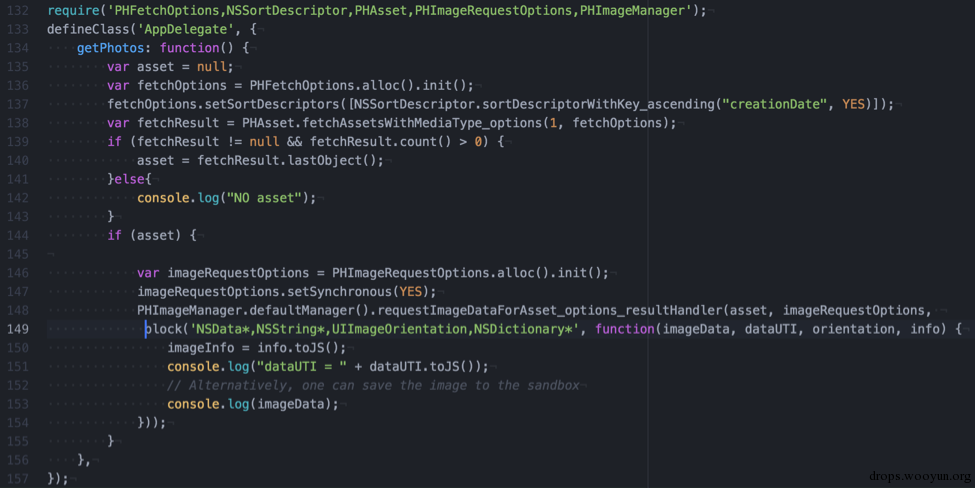 132 require('PHFetchOptions,NSSortDescriptor,PHAsset,PHImageRequestOptions,PHImageManager');¬
133 defineClass('AppDelegate', {¬
134 ····getPhotos: function() {¬
135 ········var asset = null;¬
136 ········var fetchOptions = PHFetchOptions.alloc().init();¬
137 ········fetchOptions.setSortDescriptors([NSSortDescriptor.sortDescriptorWithKey_ascending("creationDate", YES)]);¬
138 ········var fetchResult = PHAsset.fetchAssetsWithMediaType_options(1, fetchOptions);¬
139 ········if (fetchResult != null && fetchResult.count() > 0) {¬
140 ············asset = fetchResult.lastObject();¬
141 ········}else{¬
142 ············console.log("NO asset");¬
143 ········}¬
144 ········if (asset) {¬
145 ¬
146 ············var imageRequestOptions = PHImageRequestOptions.alloc().init();¬
147 ············imageRequestOptions.setSynchronous(YES);¬
148 ············PHImageManager.defaultManager().requestImageDataForAsset_options_resultHandler(asset, imageRequestOptions,·¬
149 ·············block('NSData*,NSString*,UIImageOrientation,NSDictionary*', function(imageData, dataUTI, orientation, info) {¬
150 ················imageInfo = info.toJS();¬
151 ················console.log("dataUTI = " + dataUTI.toJS());¬
152 ················// Alternatively, one can save the image to the sandbox¬
153 ················console.log(imageData);¬
154 ············}));¬
155 ········}¬
156 ····},¬
157 });¬
drops.wooyun.org